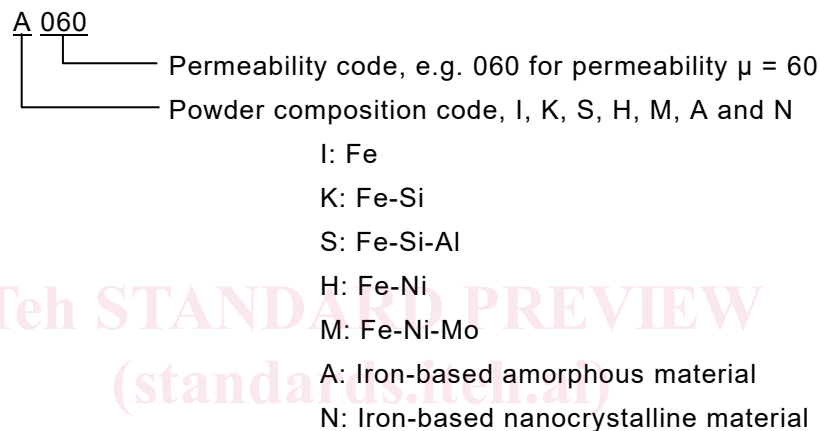 A 060
Permeability code, e.g. 060 for permeability μ = 60
Powder composition code, I, K, S, H, M, A and N
I: Fe
K: Fe-Si
S: Fe-Si-Al
H: Fe-Ni
Teh STANDARD PREVIEW
M: Fe-Ni-Mo
(standards.iteh.ai)
A: Iron-based amorphous material
N: Iron-based nanocrystalline material